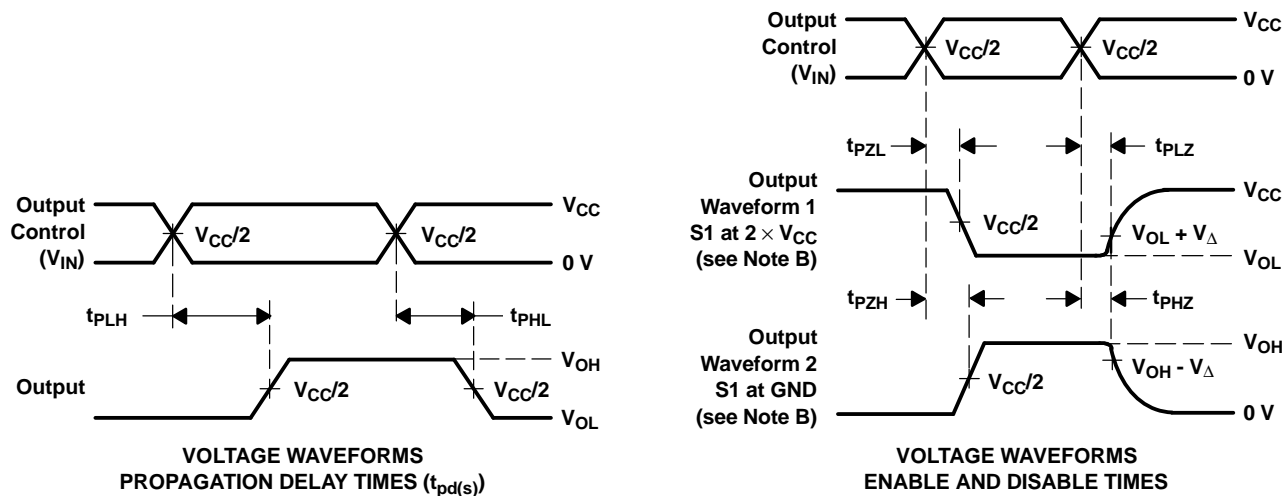 Output
Control
(VIN)
VCC/2
VCC/2
VCC
0 V
tPLH
tPHL
Output
VCC/2
VCC/2
VOH
VOL
VOLTAGE WAVEFORMS
PROPAGATION DELAY TIMES (tpd(s))
Output
Control
(VIN)
VCC/2
VCC/2
VCC
0 V
tPZL
tPLZ
Output
Waveform 1
S1 at 2 × VCC
(see Note B)
VCC/2
VCC
VOL + VΔ
VOL
tPZH
tPHZ
Output
Waveform 2
S1 at GND
(see Note B)
VCC/2
VOH
VOH - VΔ
0 V
VOLTAGE WAVEFORMS
ENABLE AND DISABLE TIMES